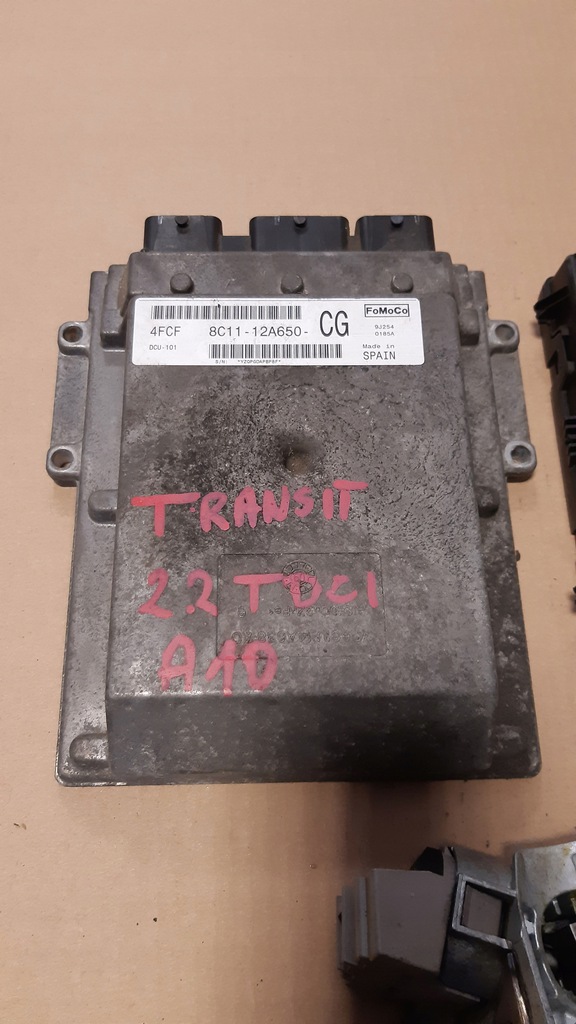 4FCF 8C11-12A650- CG FoMoCo
9J254
0185A
DCU-101
Made in
SPAIN
S/N:
TRANSIT
2.2 TDCI
A10